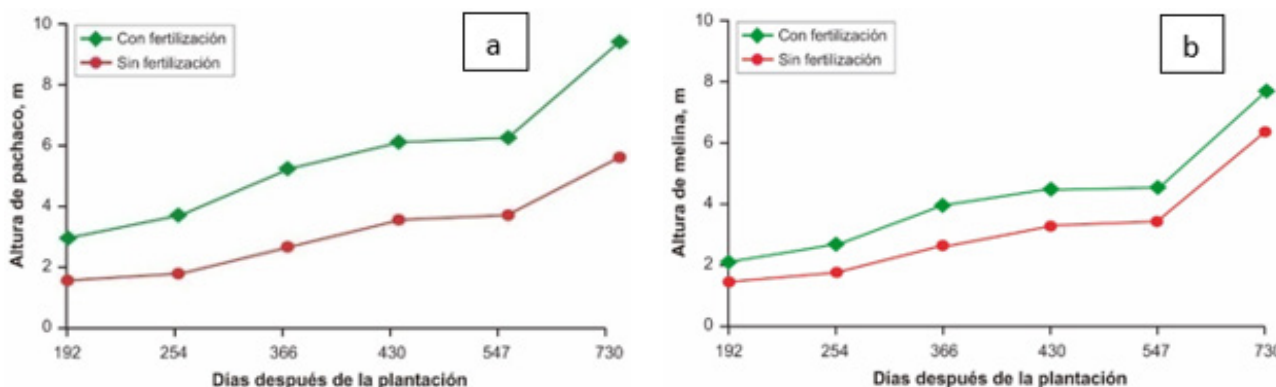 Altura de pachaco, m
10
8
6
4
2
0
Con fertilización
Sin fertilización
a
192 254 366 430 547 730
Días después de la plantación
Altura de melina, m
10
8
6
4
2
0
Con fertilización
Sin fertilización
b
192 254 366 430 547 730
Días después de la plantación